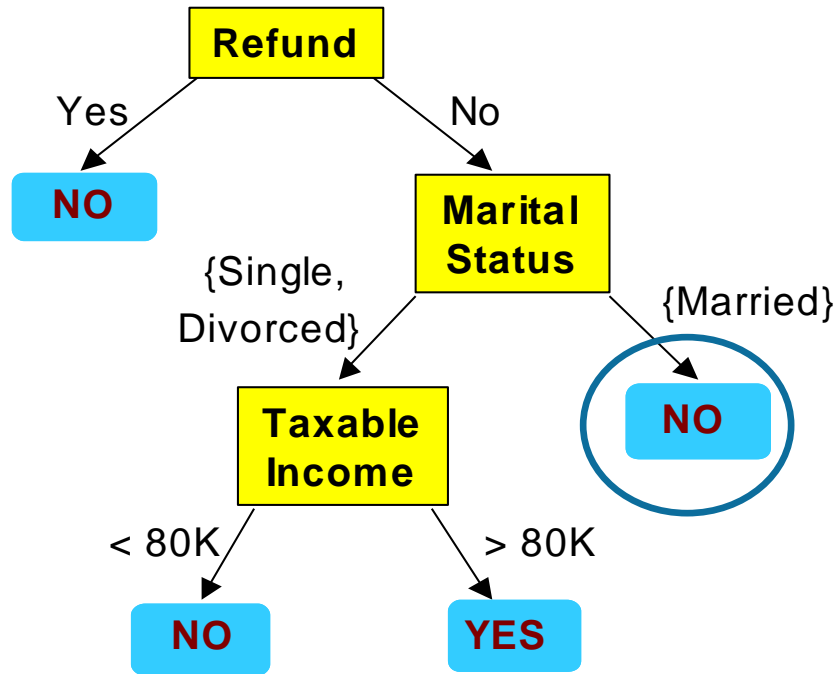 Refund
Yes
No
NO
Marital
Status
{Single,
Divorced}
{Married}
NO
Taxable
Income
< 80K
> 80K
NO
YES